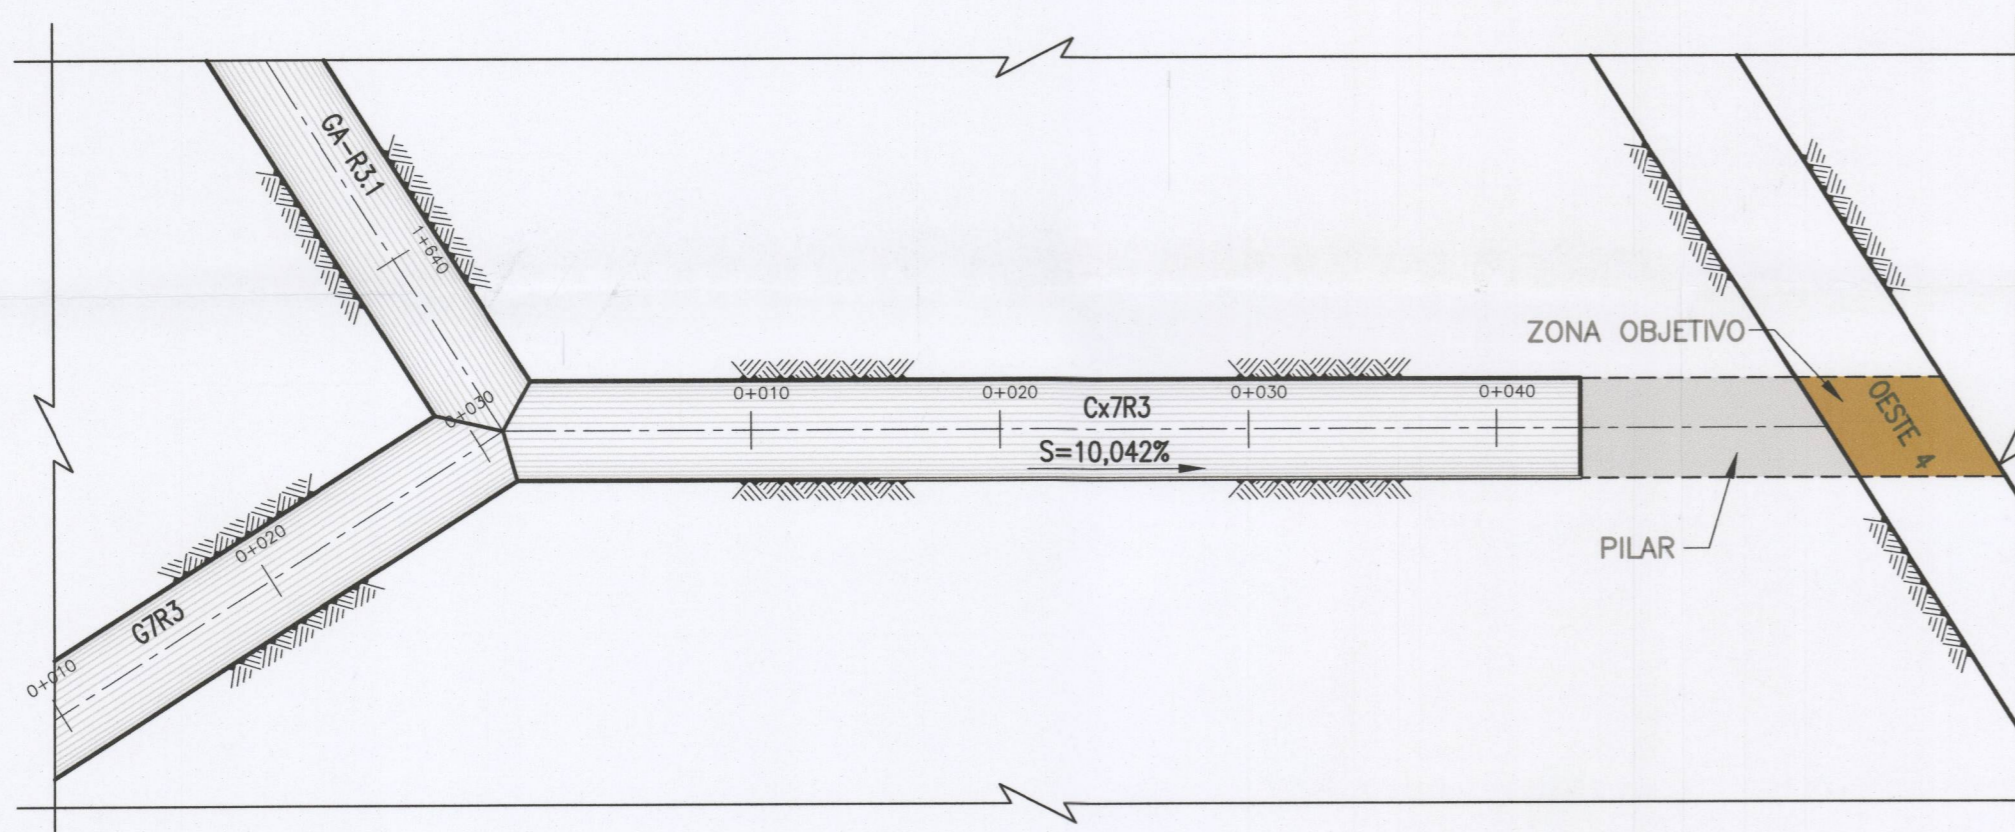 GA-R3.1
1+640
ZONA OBJETIVO
0+030
0+010
0+020
0+030
0+040
Cx7R3
S=10,042%
OESTE 4
0+020
PILAR
G7R3
0+010